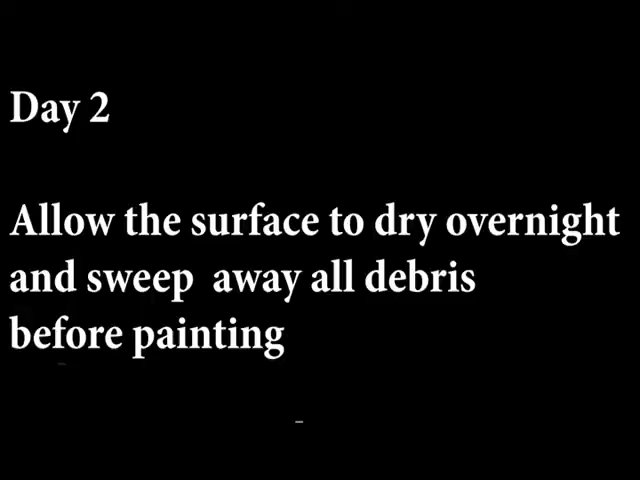 Day 2
Allow the surface to dry overnight
and sweep  away all debris
before painting